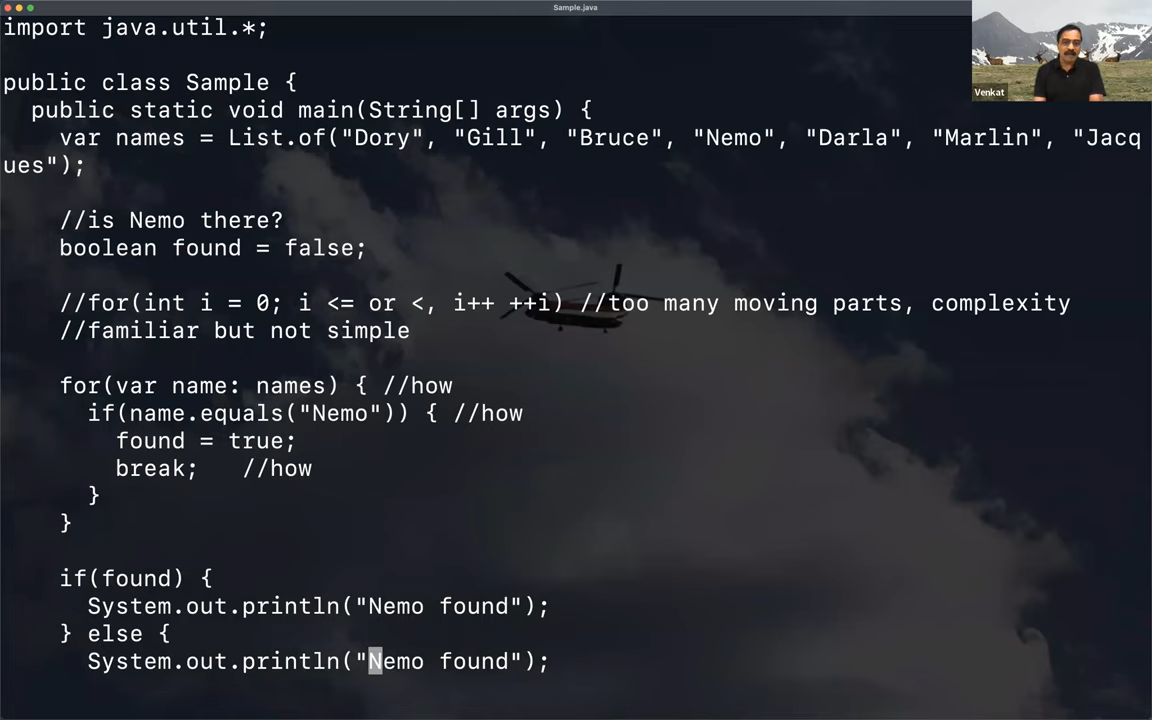 Sample.java
import java.util.*;
Venkat
public class Sample {
public static void main(String[] args) {
var names = List.of("Dory", "Gill", "Bruce", "Nemo", "Darla", "Marlin", "Jacq
ues");
//is Nemo there?
boolean found = false;
//for(int i = 0; i <= or <, i++ ++i) //too many moving parts, complexity
//familiar but not simple
for(var name: names) { //how
if(name.equals("Nemo")) { //how
found = true;
break;   //how
}
}
if(found) {
System.out.println("Nemo found");
} else {
System.out.println("Nemo found");